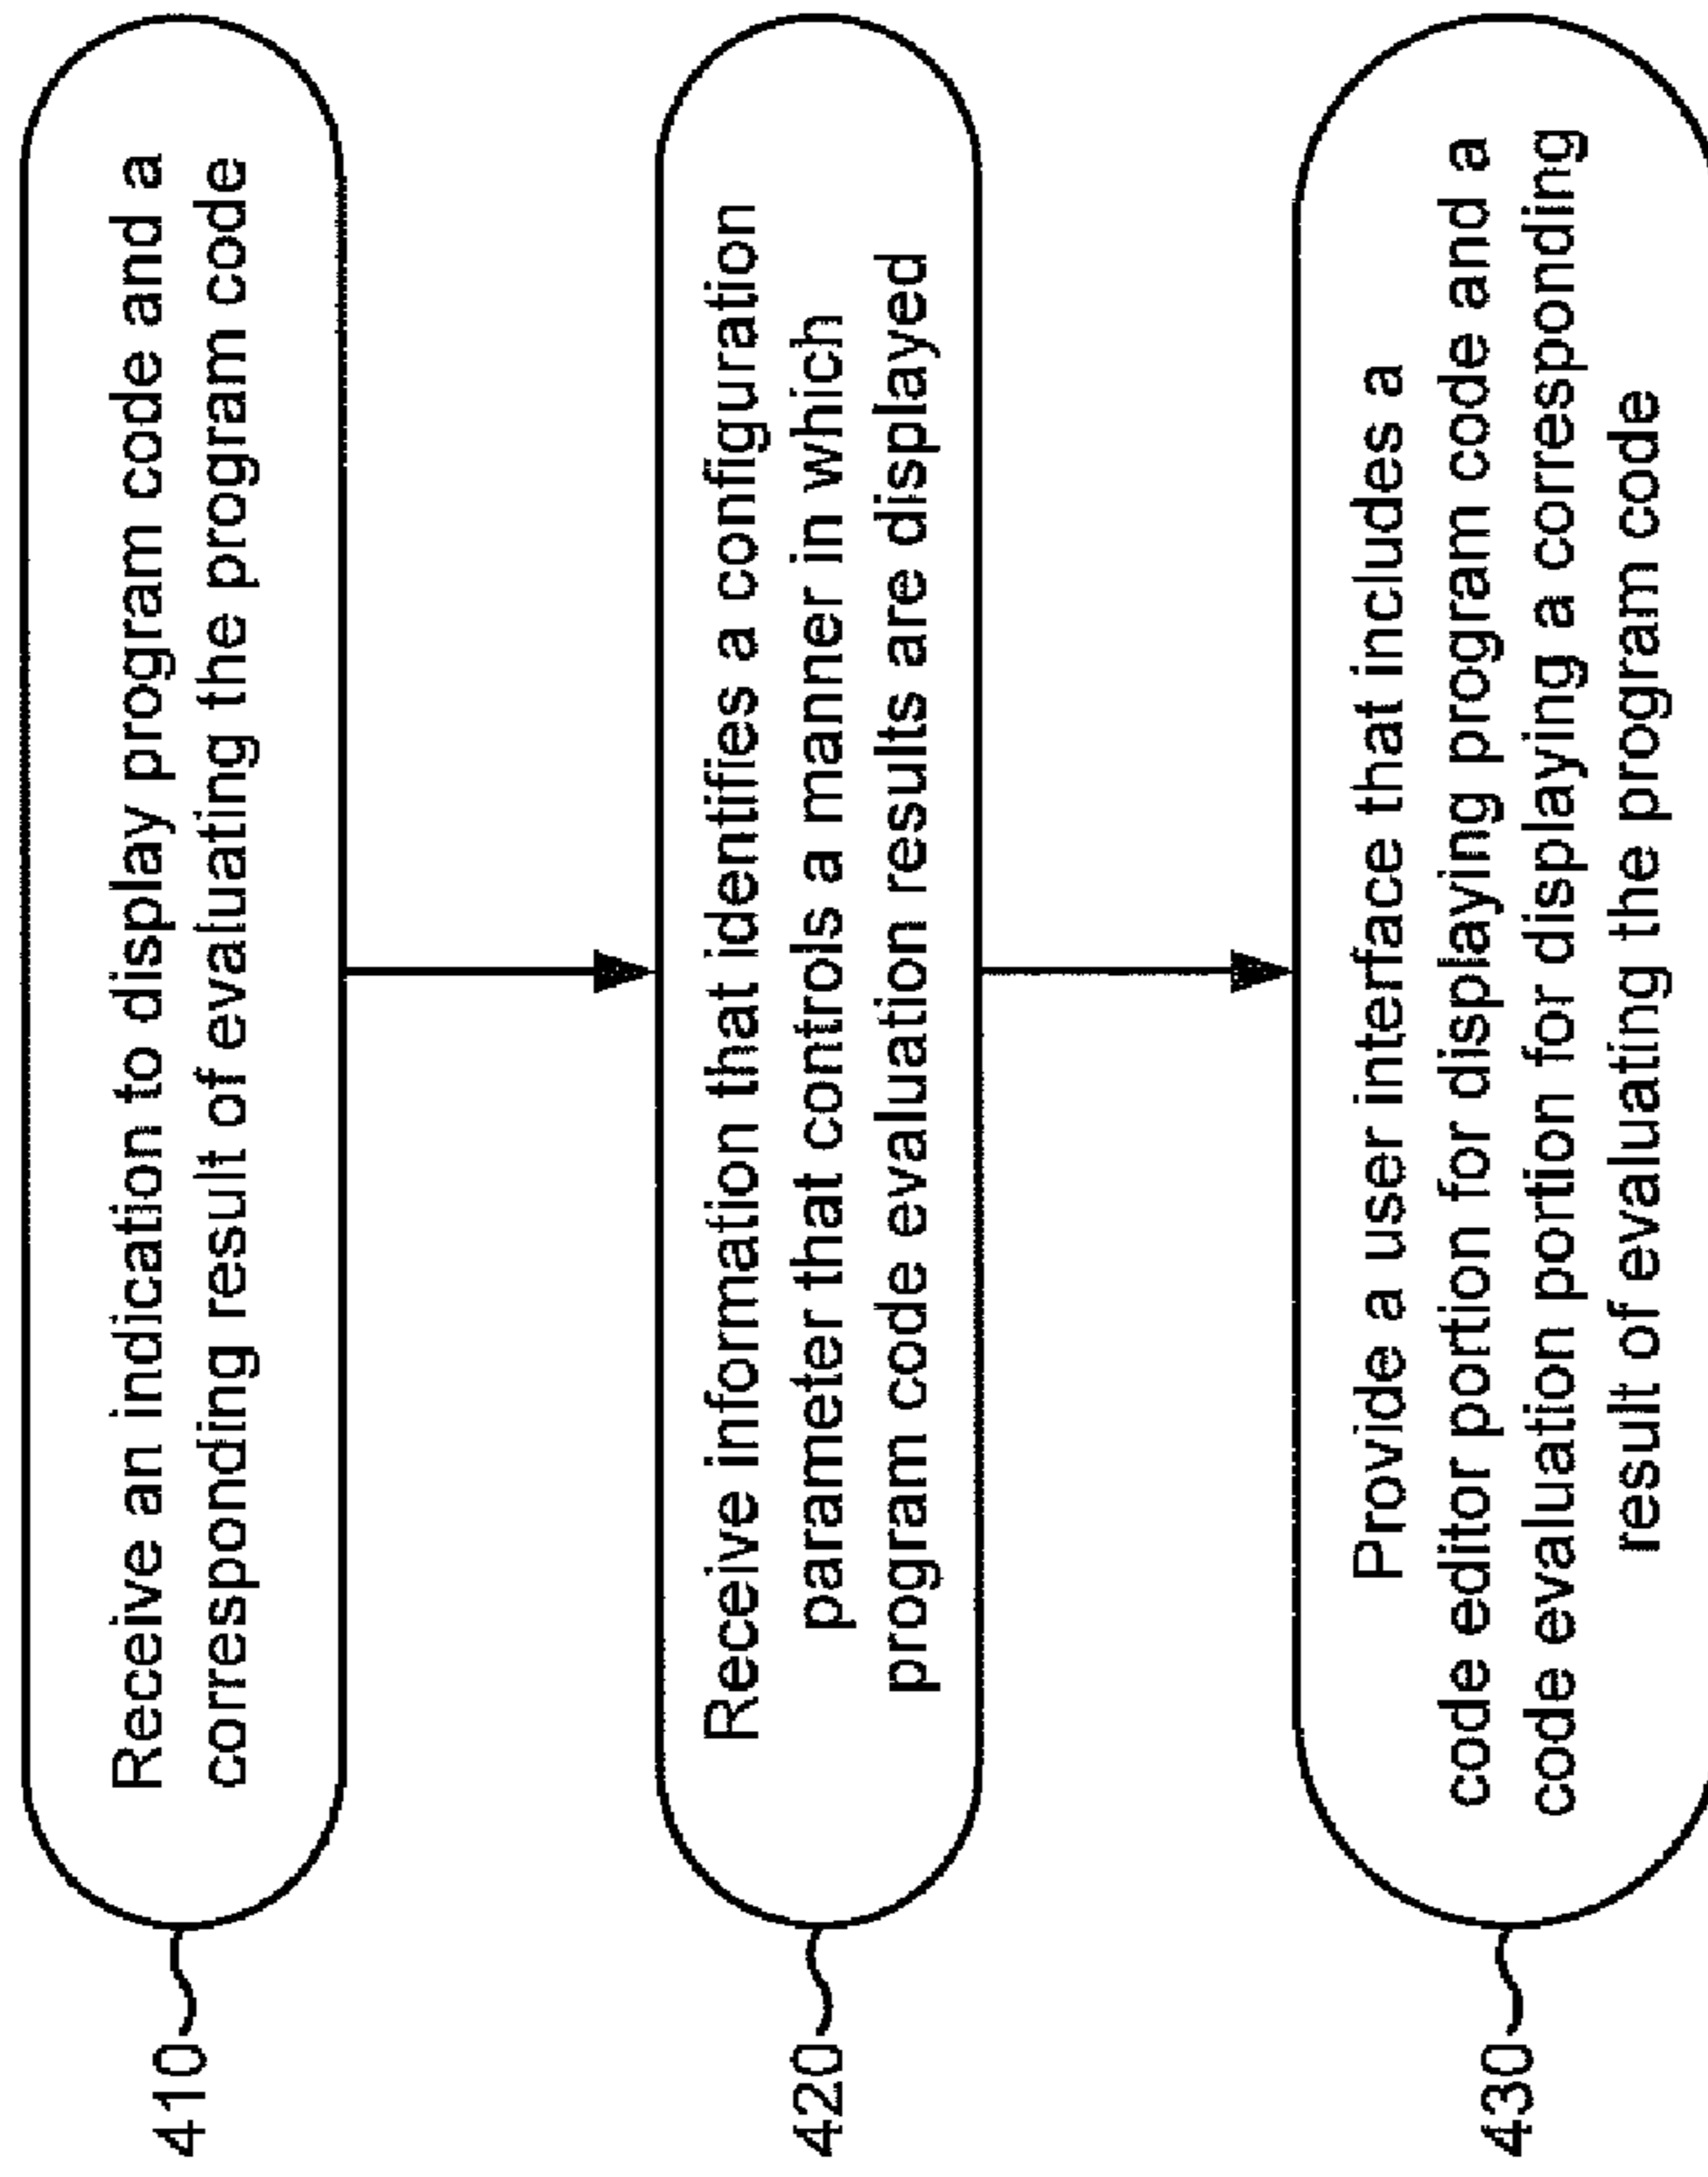 410
Receive an indication to display program code and a
corresponding result of evaluating the program code
420
Receive information that identifies a configuration
parameter that controls a manner in which
program code evaluation results are displayed
430
Provide a user interface that includes a
code editor portion for displaying program code and a
code evaluation portion for displaying a corresponding
result of evaluating the program code